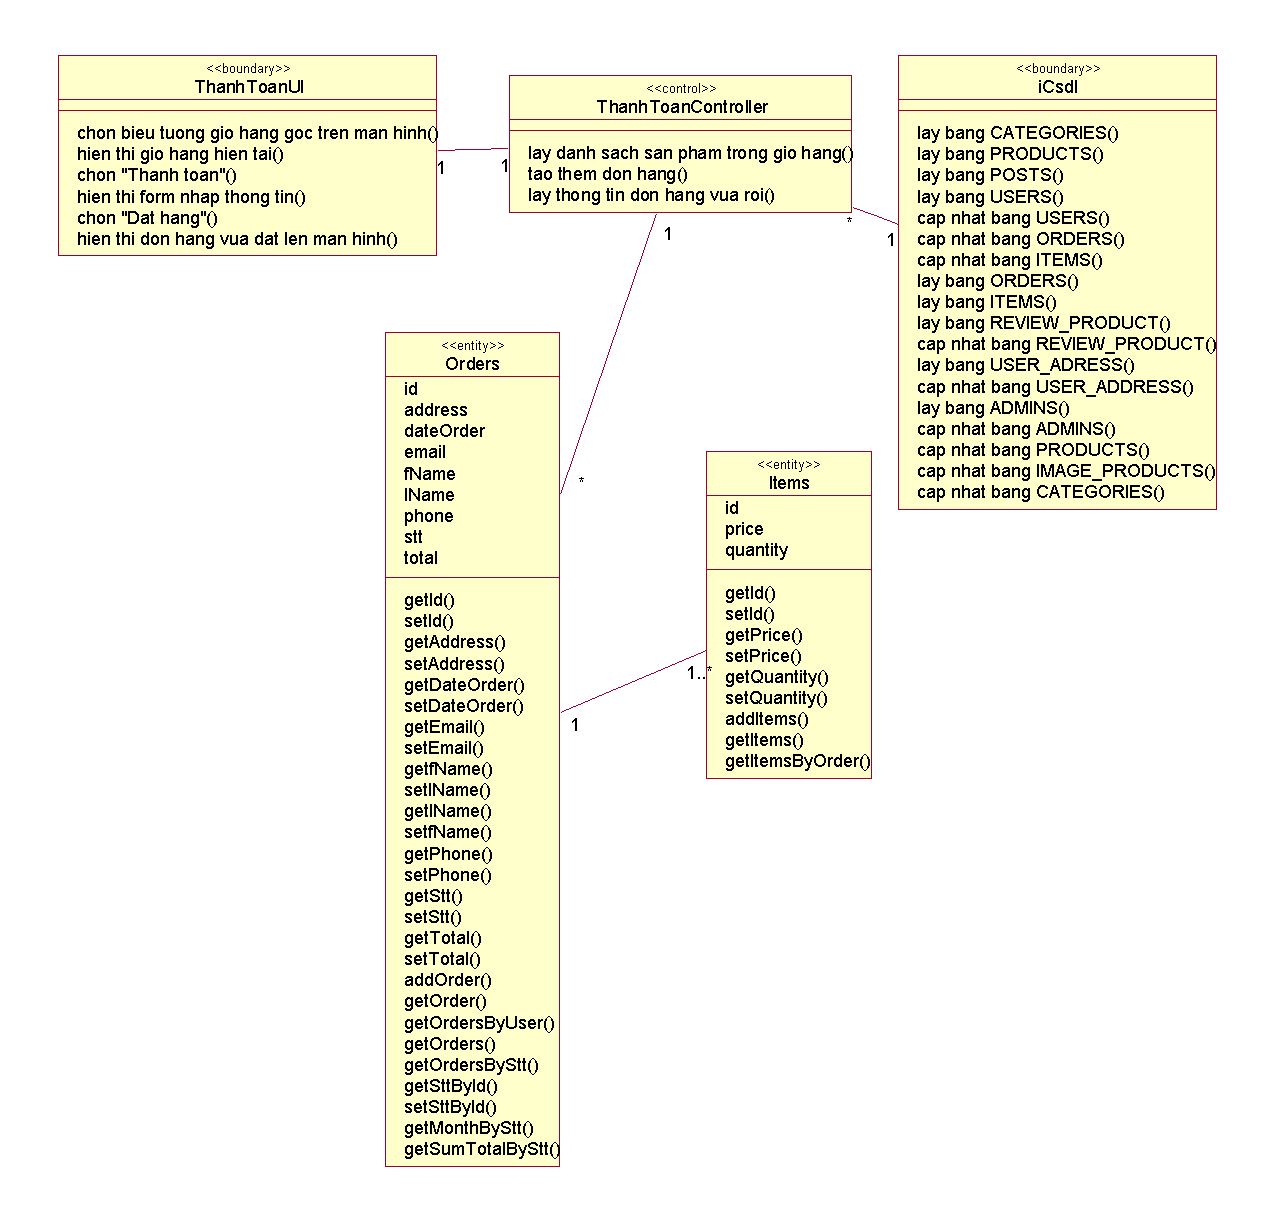 <<boundary>>
ThanhToanUI
chon bieu tuong gio hang goc tren man hinh()
hien thi gio hang hien tai()
chon "Thanh toan"()
hien thi form nhap thong tin()
chon "Dat hang"()
hien thi don hang vua dat len man hinh()
1
1
<<control>>
ThanhToanController
lay danh sach san pham trong gio hang()
tao them don hang()
lay thong tin don hang vua roi()
1
*
*
1
<<boundary>>
iCsdl
lay bang CATEGORIES()
lay bang PRODUCTS()
lay bang POSTS()
lay bang USERS()
cap nhat bang USERS()
cap nhat bang ORDERS()
cap nhat bang ITEMS()
lay bang ORDERS()
lay bang ITEMS()
lay bang REVIEW_PRODUCT()
cap nhat bang REVIEW_PRODUCT()
lay bang USER_ADRESS()
cap nhat bang USER_ADDRESS()
lay bang ADMINS()
cap nhat bang ADMINS()
cap nhat bang PRODUCTS()
cap nhat bang IMAGE_PRODUCTS()
cap nhat bang CATEGORIES()
<<entity>>
Orders
id
address
dateOrder
email
fName
lName
phone
stt
total
getId()
setId()
getAddress()
setAddress()
getDateOrder()
setDateOrder()
getEmail()
setEmail()
getfName()
setlName()
getlName()
setfName()
getPhone()
setPhone()
getStt()
setStt()
getTotal()
setTotal()
addOrder()
getOrder()
getOrdersByUser()
getOrders()
getOrdersByStt()
getSttById()
setSttById()
getMonthByStt()
getSumTotalByStt()
1
1..*
<<entity>>
Items
id
price
quantity
getId()
setId()
getPrice()
setPrice()
getQuantity()
setQuantity()
addItems()
getItems()
getItemsByOrder()